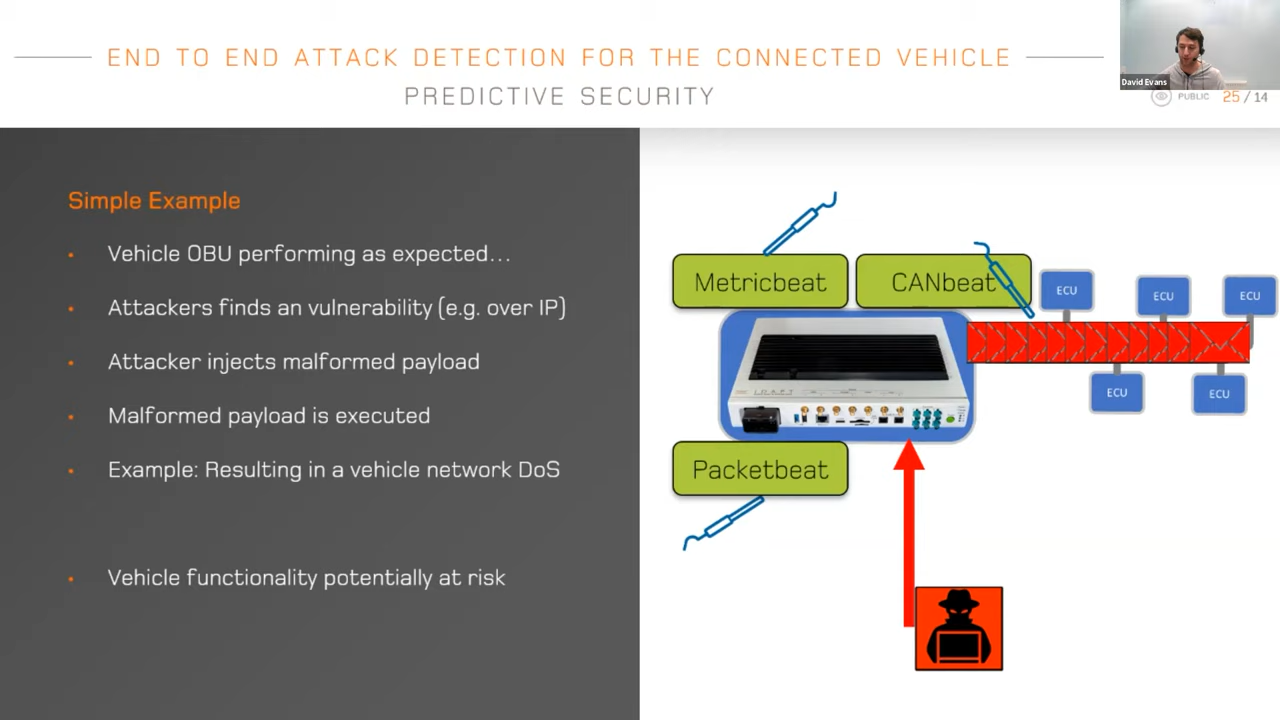 END TO END ATTACK DETECTION FOR THE CONNECTED VEHICLE
PREDICTIVE SECURITY
David Evans
PUBLIC 25 / 14
Simple Example
• Vehicle OBU performing as expected...
• Attackers finds an vulnerability (e.g. over IP)
• Attacker injects malformed payload
• Malformed payload is executed
• Example: Resulting in a vehicle network DoS
• Vehicle functionality potentially at risk
Metricbeat
CANbeat
ECU
ECU
ECU
ECU
ECU
Packetbeat